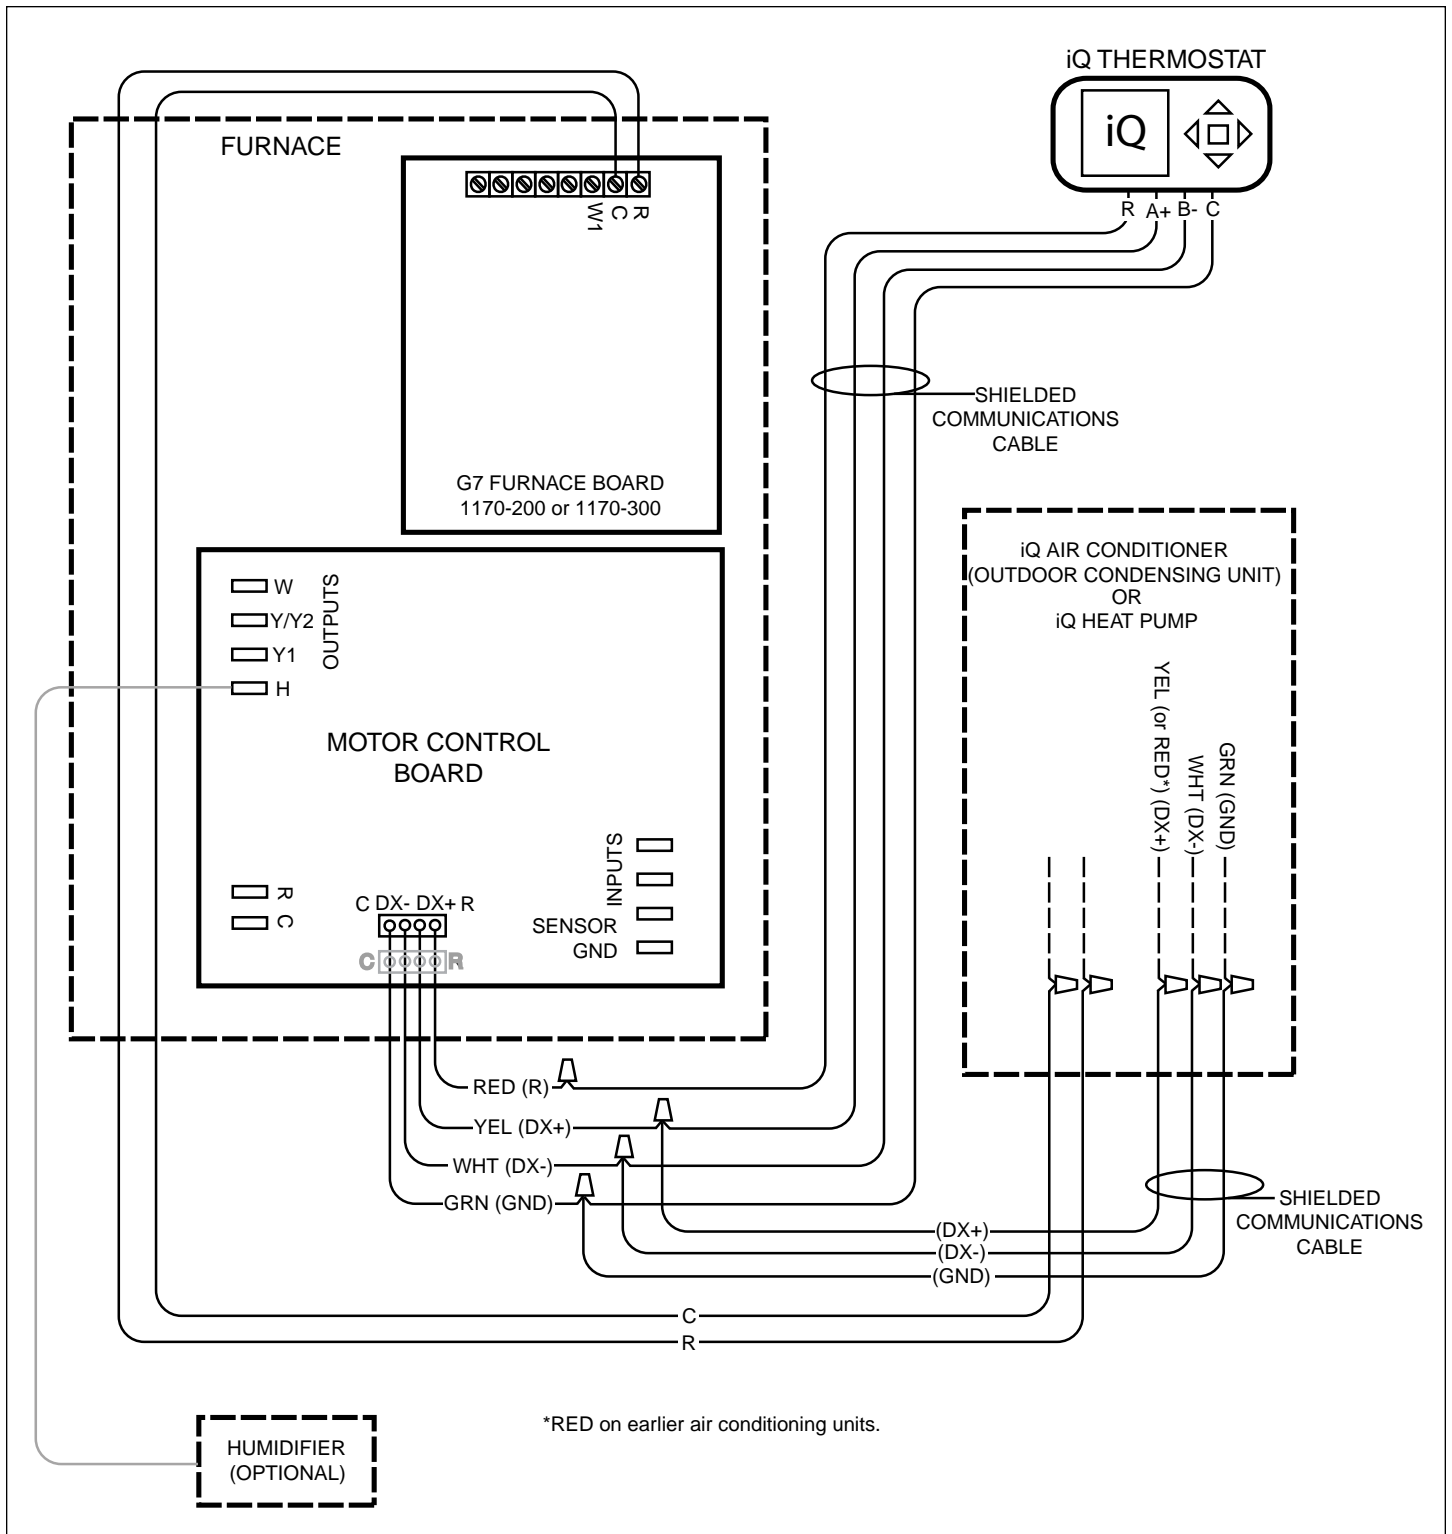 iQ THERMOSTAT
iQ
R A+ B- C
FURNACE
W1 C R
G7 FURNACE BOARD
1170-200 or 1170-300
SHIELDED
COMMUNICATIONS
CABLE
iQ AIR CONDITIONER
(OUTDOOR CONDENSING UNIT)
OR
iQ HEAT PUMP
YEL (or RED*) (DX+)
WHT (DX-)
GRN (GND)
W
Y/Y2
Y1
H
OUTPUTS
MOTOR CONTROL
BOARD
R
C
C DX- DX+ R
C R
INPUTS
SENSOR
GND
RED (R)
YEL (DX+)
WHT (DX-)
GRN (GND)
(DX+)
(DX-)
(GND)
SHIELDED
COMMUNICATIONS
CABLE
C
R
*RED on earlier air conditioning units.
HUMIDIFIER
(OPTIONAL)